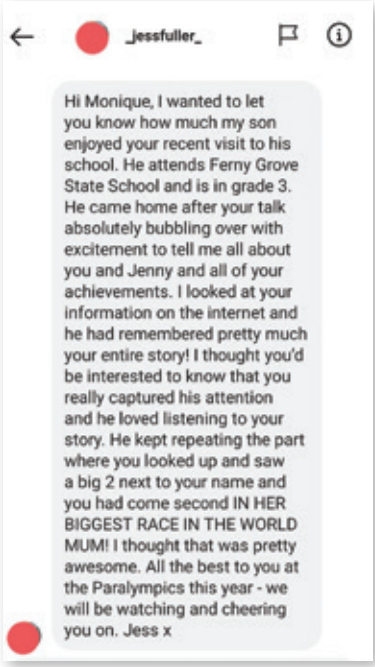 _jessfuller_
Hi Monique, I wanted to let
you know how much my son
enjoyed your recent visit to his
school. He attends Ferny Grove
State School and is in grade 3.
He came home after your talk
absolutely bubbling over with
excitement to tell me all about
you and Jenny and all of your
achievements. I looked at your
information on the internet and
he had remembered pretty much
your entire story! I thought you'd
be interested to know that you
really captured his attention
and he loved listening to your
story. He kept repeating the part
where you looked up and saw
a big 2 next to your name and
you had come second IN HER
BIGGEST RACE IN THE WORLD
MUM! I thought that was pretty
awesome. All the best to you at
the Paralympics this year - we
will be watching and cheering
you on. Jess x